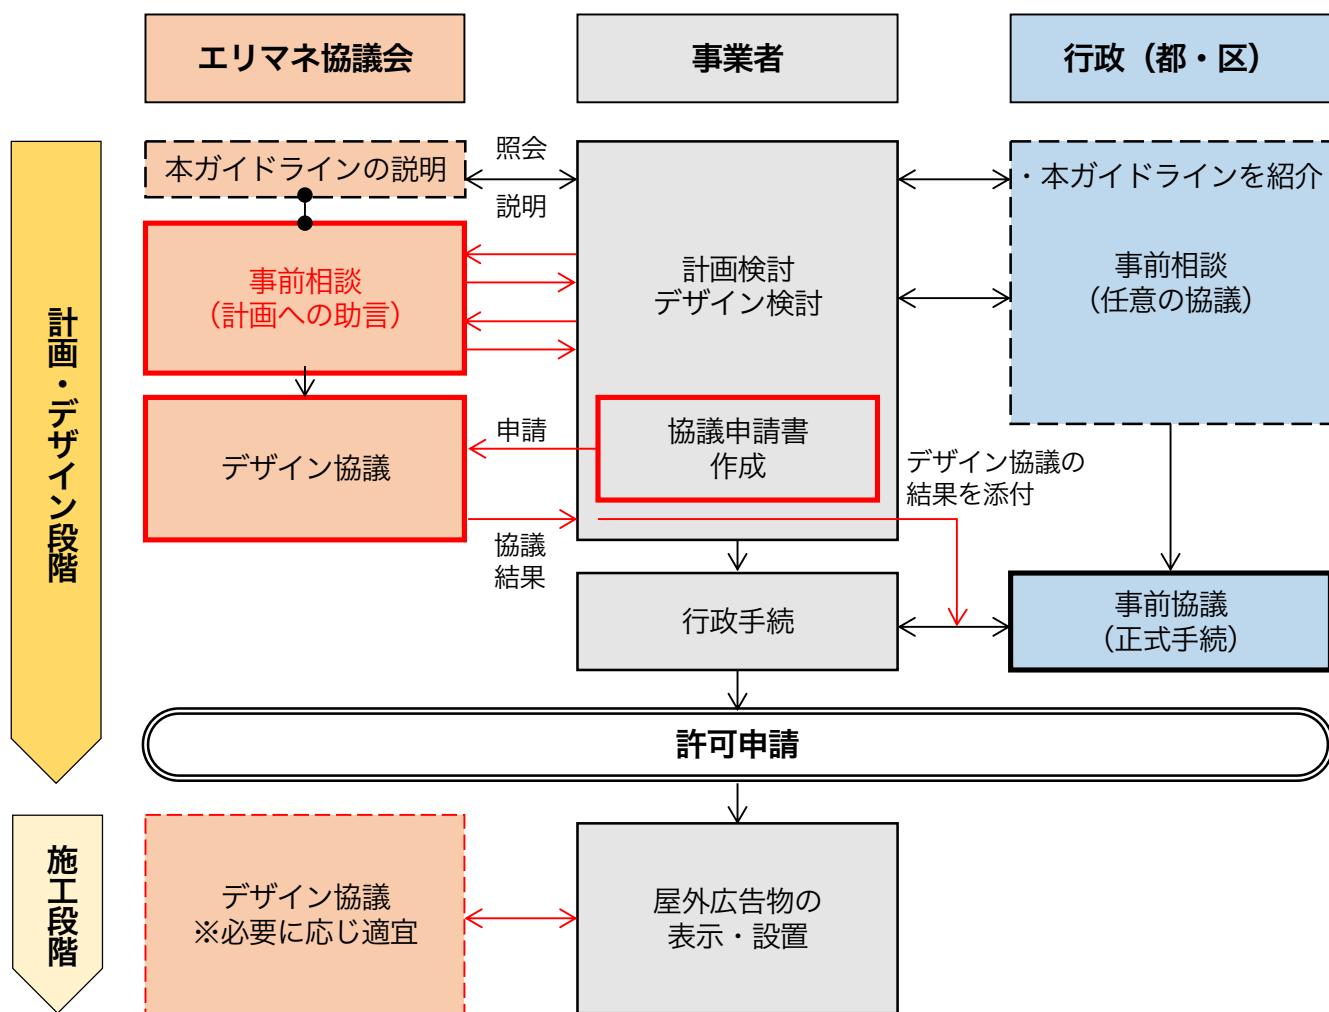 エリマネ協議会
事業者
行政（都・区）
計画・デザイン段階
本ガイドラインの説明
照会
説明
・本ガイドラインを紹介
事前相談
（計画への助言）
計画検討
デザイン検討
事前相談
（任意の協議）
デザイン協議
申請
協議申請書
作成
デザイン協議の
結果を添付
協議
結果
行政手続
事前協議
（正式手続）
許可申請
施工段階
デザイン協議
※必要に応じ適宜
屋外広告物の
表示・設置